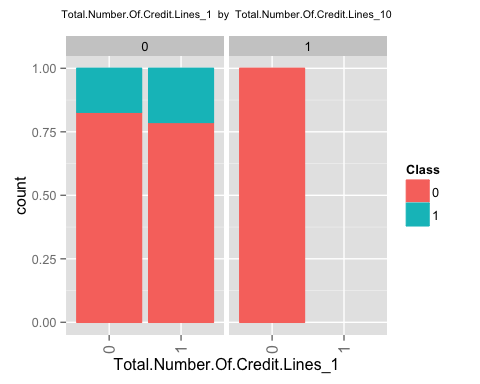 Total.Number.Of.Credit.Lines_1 by Total.Number.Of.Credit.Lines_10
0 1
1.00
0.75
0.50
0.25
0.00
count
0 1 0 1
Total.Number.Of.Credit.Lines_1
Class
0
1